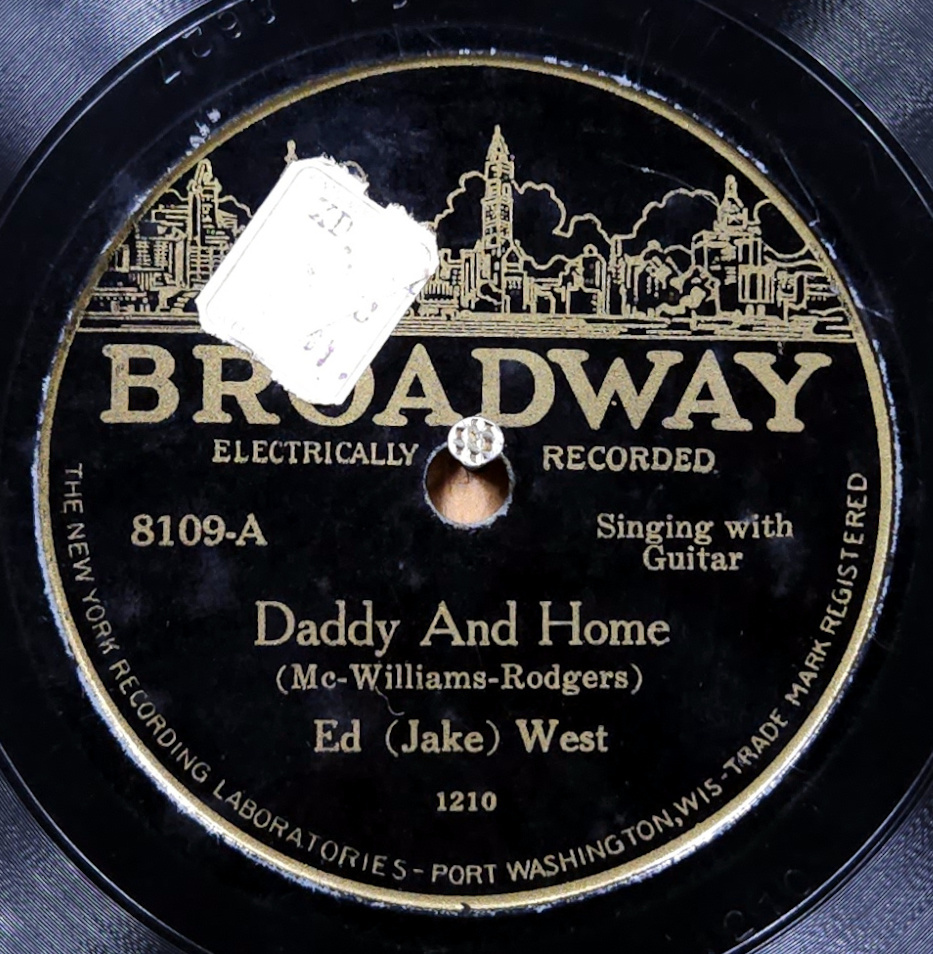 BROADWAY
ELECTRICALLY RECORDED
8109-A
Singing with
Guitar
Daddy And Home
(Mc-Williams-Rodgers)
Ed (Jake) West
1210
THE NEW YORK RECORDING LABORATORIES - PORT WASHINGTON, WIS - TRADE MARK REGISTERED